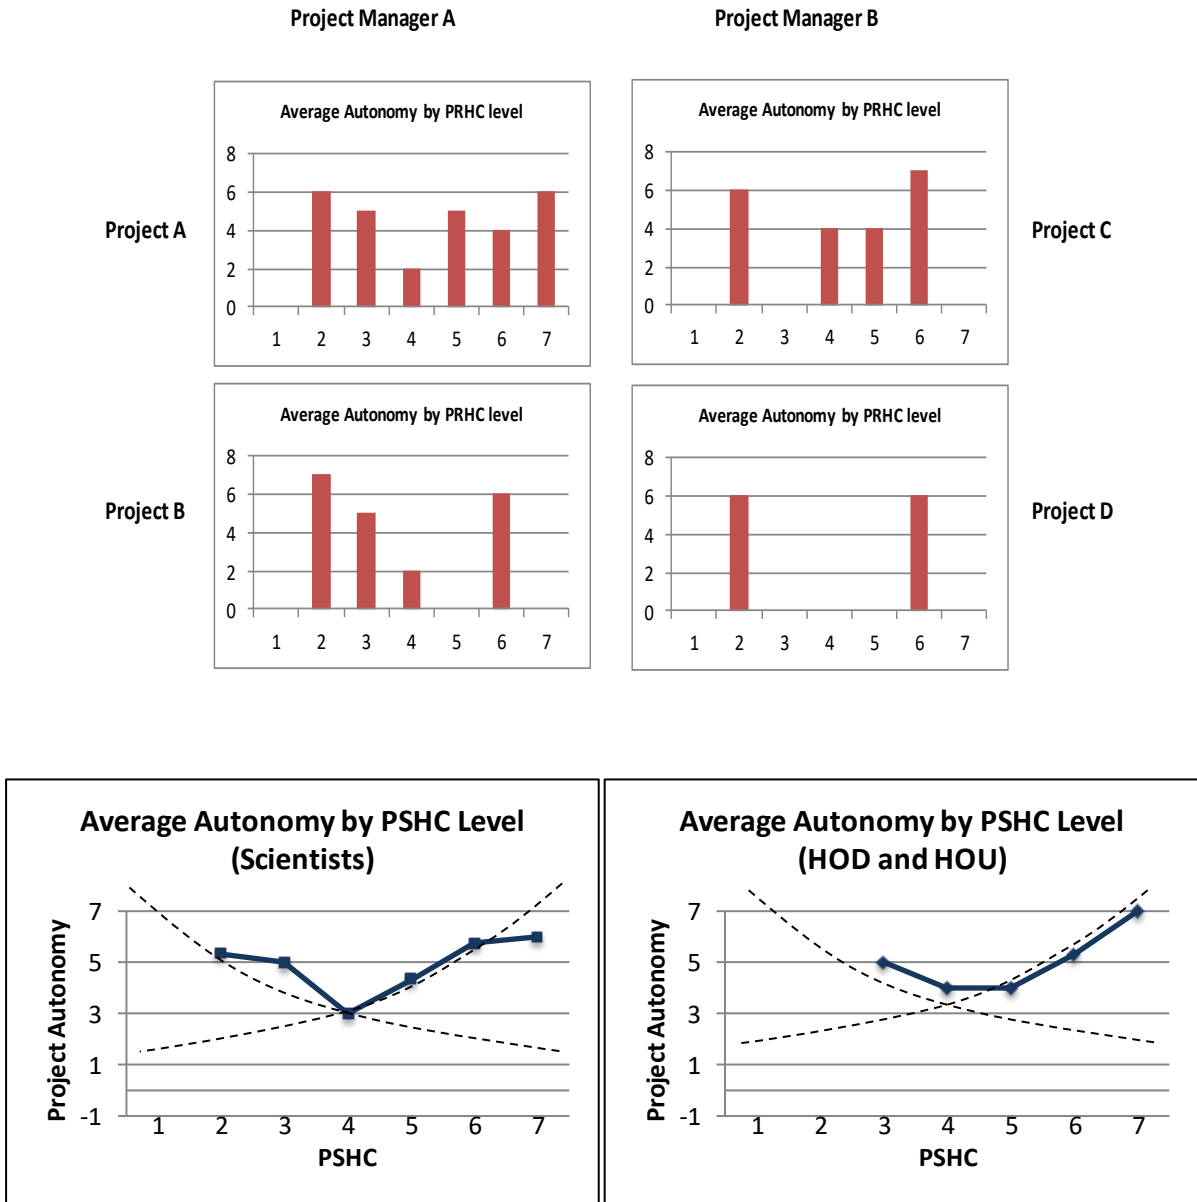 Project Manager A
Project Manager B
Average Autonomy by PRHC level
8
6
4
2
0
1 2 3 4 5 6 7
Project A
Average Autonomy by PRHC level
8
6
4
2
0
1 2 3 4 5 6 7
Project C
Average Autonomy by PRHC level
8
6
4
2
0
1 2 3 4 5 6 7
Project B
Average Autonomy by PRHC level
8
6
4
2
0
1 2 3 4 5 6 7
Project D
Average Autonomy by PSHC Level
(Scientists)
Project Autonomy
7
5
3
1
-1
1 2 3 4 5 6 7
PSHC
Average Autonomy by PSHC Level
(HOD and HOU)
Project Autonomy
7
5
3
1
-1
1 2 3 4 5 6 7
PSHC